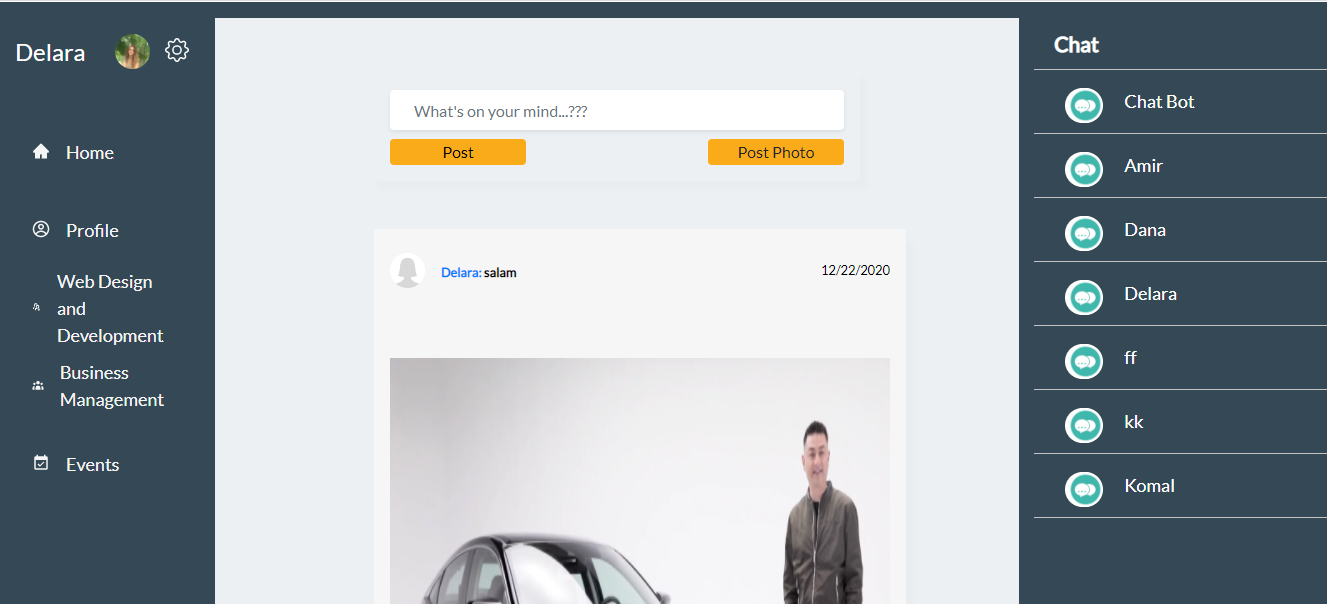 Delara
Home
Profile
Web Design
and
Development
Business
Management
Events
What's on your mind...???
Post
Post Photo
Delara: salam
12/22/2020
Chat
Chat Bot
Amir
Dana
Delara
ff
kk
Komal